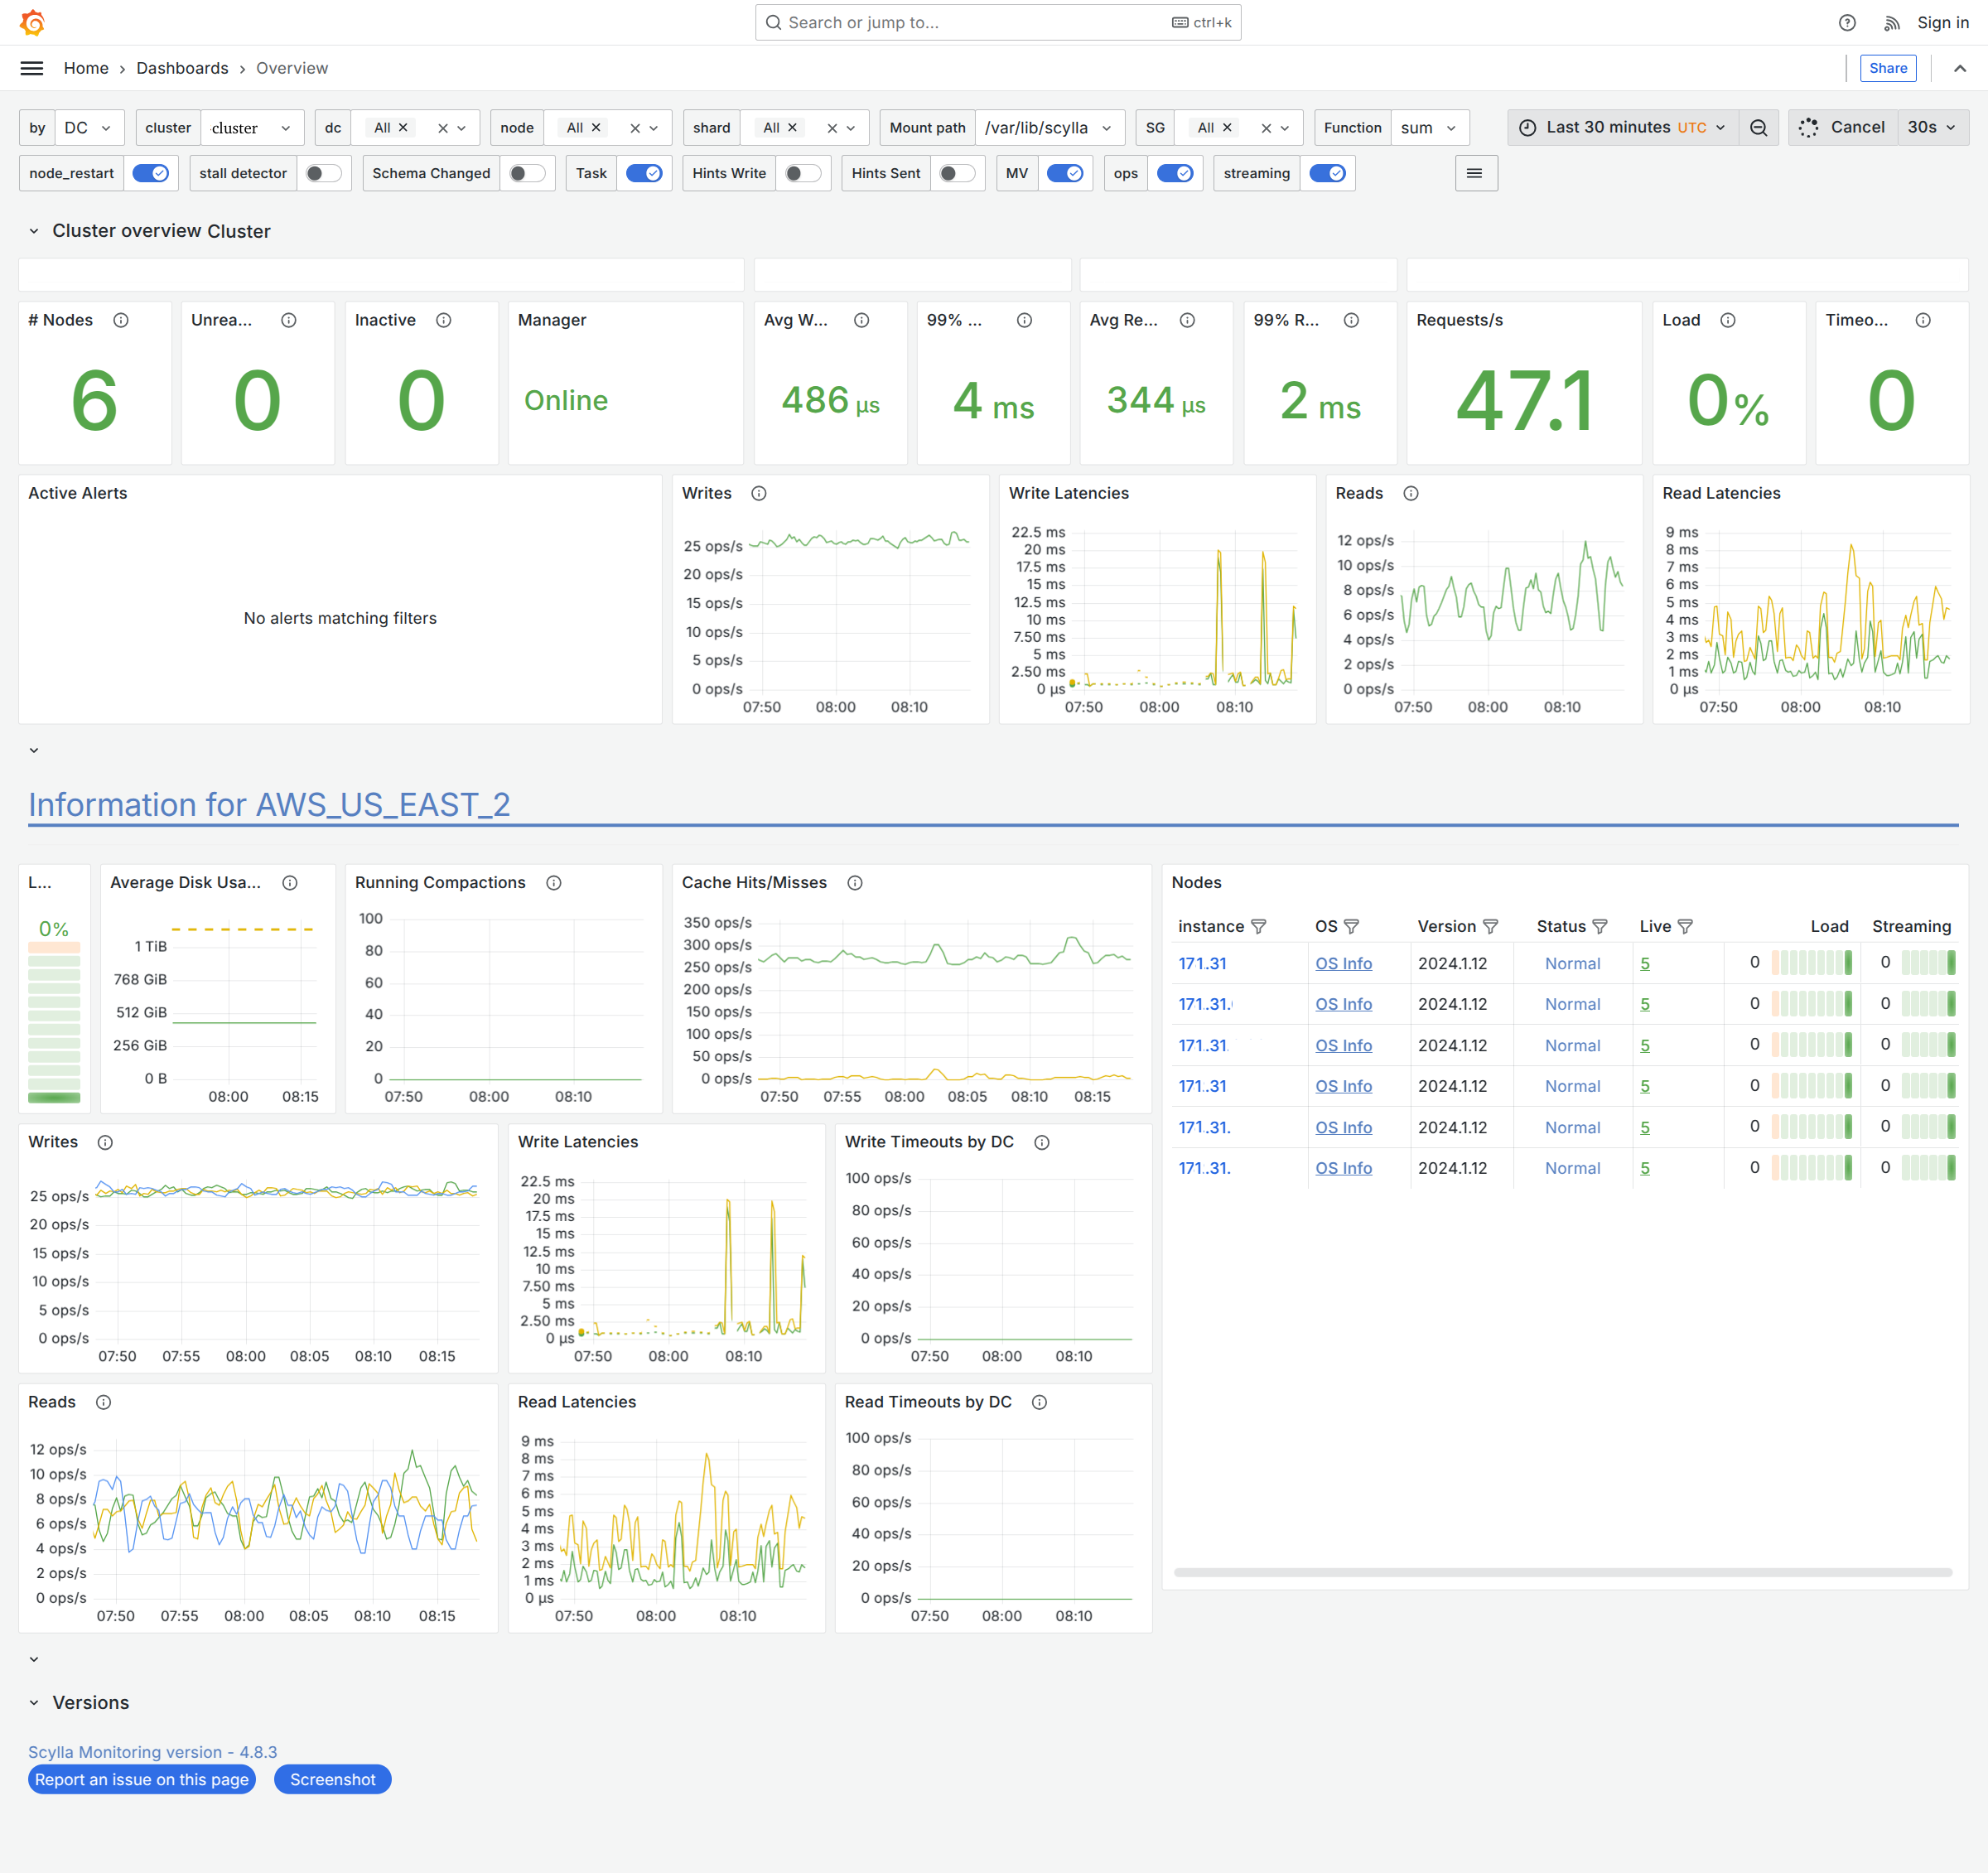 Search or jump to... ctrl+k Sign in
Home › Dashboards › Overview Share
by DC cluster cluster dc All node All shard All Mount path /var/lib/scylla SG All Function sum Last 30 minutes UTC Cancel 30s
node_restart stall detector Schema Changed Task Hints Write Hints Sent MV ops streaming
Cluster overview Cluster
# Nodes Unrea... Inactive Manager Avg W... 99% ... Avg Re... 99% R... Requests/s Load Timeo...
6 0 0 Online 486 µs 4 ms 344 µs 2 ms 47.1 0% 0
Active Alerts
No alerts matching filters
Writes
25 ops/s
20 ops/s
15 ops/s
10 ops/s
5 ops/s
0 ops/s
07:50 08:00 08:10
Write Latencies
22.5 ms
20 ms
17.5 ms
15 ms
12.5 ms
10 ms
7.50 ms
5 ms
2.50 ms
0 µs
07:50 08:00 08:10
Reads
12 ops/s
10 ops/s
8 ops/s
6 ops/s
4 ops/s
2 ops/s
0 ops/s
07:50 08:00 08:10
Read Latencies
9 ms
8 ms
7 ms
6 ms
5 ms
4 ms
3 ms
2 ms
1 ms
0 µs
07:50 08:00 08:10
Information for AWS_US_EAST_2
L...
0%
Average Disk Usa...
1 TiB
768 GiB
512 GiB
256 GiB
0 B
08:00 08:15
Running Compactions
100
80
60
40
20
0
07:50 08:00 08:10
Cache Hits/Misses
350 ops/s
300 ops/s
250 ops/s
200 ops/s
150 ops/s
100 ops/s
50 ops/s
0 ops/s
07:50 07:55 08:00 08:05 08:10 08:15
Nodes
instance OS Version Status Live Load Streaming
171.31 OS Info 2024.1.12 Normal 5 0 0
171.31. OS Info 2024.1.12 Normal 5 0 0
171.31. OS Info 2024.1.12 Normal 5 0 0
171.31 OS Info 2024.1.12 Normal 5 0 0
171.31. OS Info 2024.1.12 Normal 5 0 0
171.31. OS Info 2024.1.12 Normal 5 0 0
Writes
25 ops/s
20 ops/s
15 ops/s
10 ops/s
5 ops/s
0 ops/s
07:50 07:55 08:00 08:05 08:10 08:15
Write Latencies
22.5 ms
20 ms
17.5 ms
15 ms
12.5 ms
10 ms
7.50 ms
5 ms
2.50 ms
0 µs
07:50 08:00 08:10
Write Timeouts by DC
100 ops/s
80 ops/s
60 ops/s
40 ops/s
20 ops/s
0 ops/s
07:50 08:00 08:10
Reads
12 ops/s
10 ops/s
8 ops/s
6 ops/s
4 ops/s
2 ops/s
0 ops/s
07:50 07:55 08:00 08:05 08:10 08:15
Read Latencies
9 ms
8 ms
7 ms
6 ms
5 ms
4 ms
3 ms
2 ms
1 ms
0 µs
07:50 08:00 08:10
Read Timeouts by DC
100 ops/s
80 ops/s
60 ops/s
40 ops/s
20 ops/s
0 ops/s
07:50 08:00 08:10
Versions
Scylla Monitoring version - 4.8.3
Report an issue on this page Screenshot